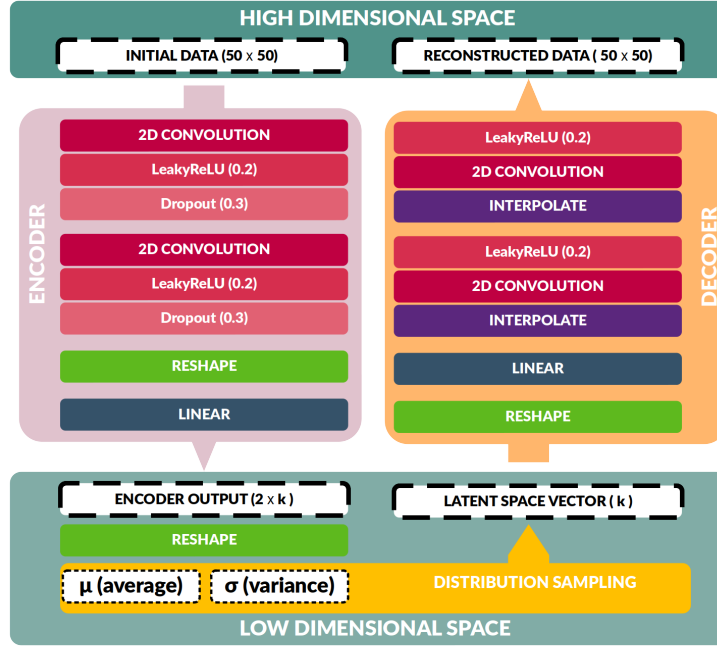 HIGH DIMENSIONAL SPACE
INITIAL DATA (50 x 50)
RECONSTRUCTED DATA ( 50 x 50)
ENCODER
2D CONVOLUTION
LeakyReLU (0.2)
Dropout (0.3)
2D CONVOLUTION
LeakyReLU (0.2)
Dropout (0.3)
RESHAPE
LINEAR
LeakyReLU (0.2)
2D CONVOLUTION
INTERPOLATE
LeakyReLU (0.2)
2D CONVOLUTION
INTERPOLATE
LINEAR
RESHAPE
DECODER
ENCODER OUTPUT (2 x k )
LATENT SPACE VECTOR ( k )
RESHAPE
μ (average)
σ (variance)
DISTRIBUTION SAMPLING
LOW DIMENSIONAL SPACE